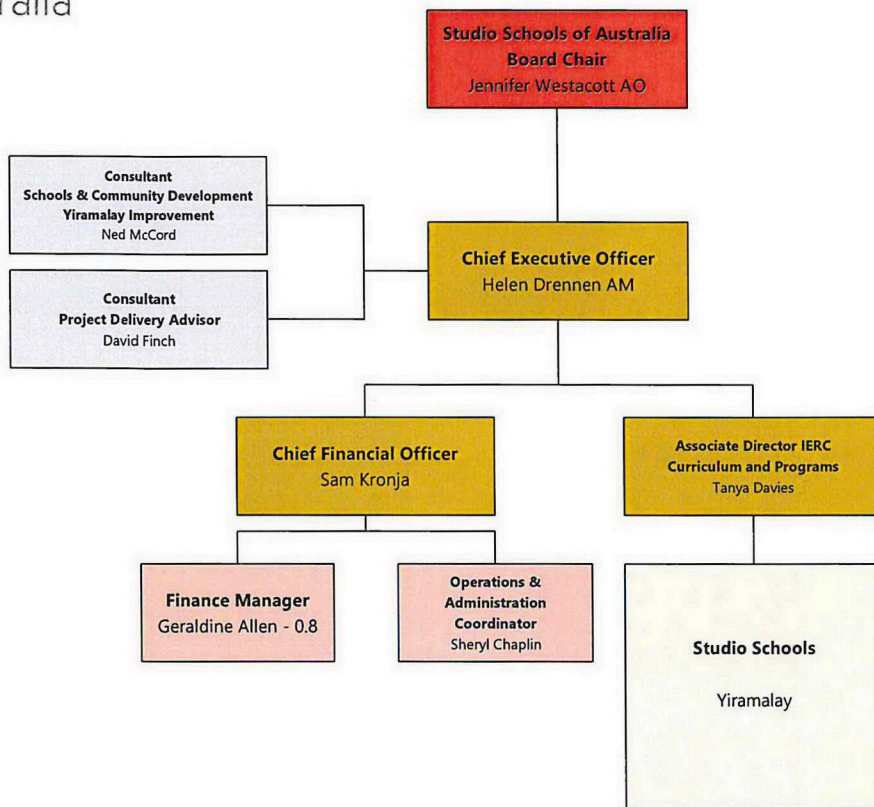 Studio Schools of Australia
Board Chair
Jennifer Westacott AO
Consultant
Schools & Community Development
Yiramalay Improvement
Ned McCord
Chief Executive Officer
Helen Drennen AM
Consultant
Project Delivery Advisor
David Finch
Chief Financial Officer
Sam Kronja
Associate Director IERC
Curriculum and Programs
Tanya Davies
Finance Manager
Geraldine Allen - 0.8
Operations &
Administration
Coordinator
Sheryl Chaplin
Studio Schools
Yiramalay